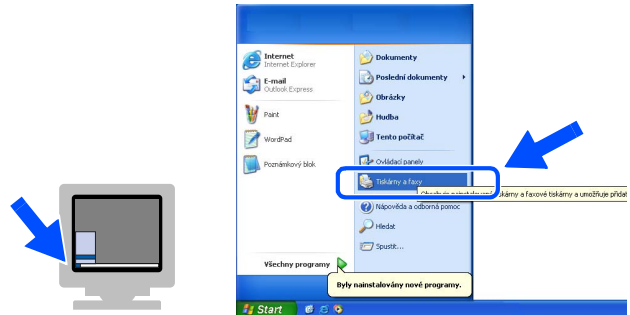 Internet
Internet Explorer
E-mail
Outlook Express
Paint
WordPad
Poznámkový blok
Všechny programy
Dokumenty
Poslední dokumenty
Obrázky
Hudba
Tento počítač
Ovládací panely
Tiskárny a faxy
tiskárny a faxové tiskárny a umožňuje přidat
Nápověda a odborná pomoc
Hledat
Spustit...
Byly nainstalovány nové programy.
Start